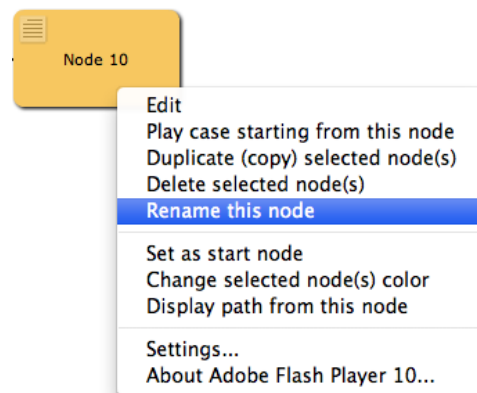 Node 10
Edit
Play case starting from this node
Duplicate (copy) selected node(s)
Delete selected node(s)
Rename this node
Set as start node
Change selected node(s) color
Display path from this node
Settings...
About Adobe Flash Player 10...